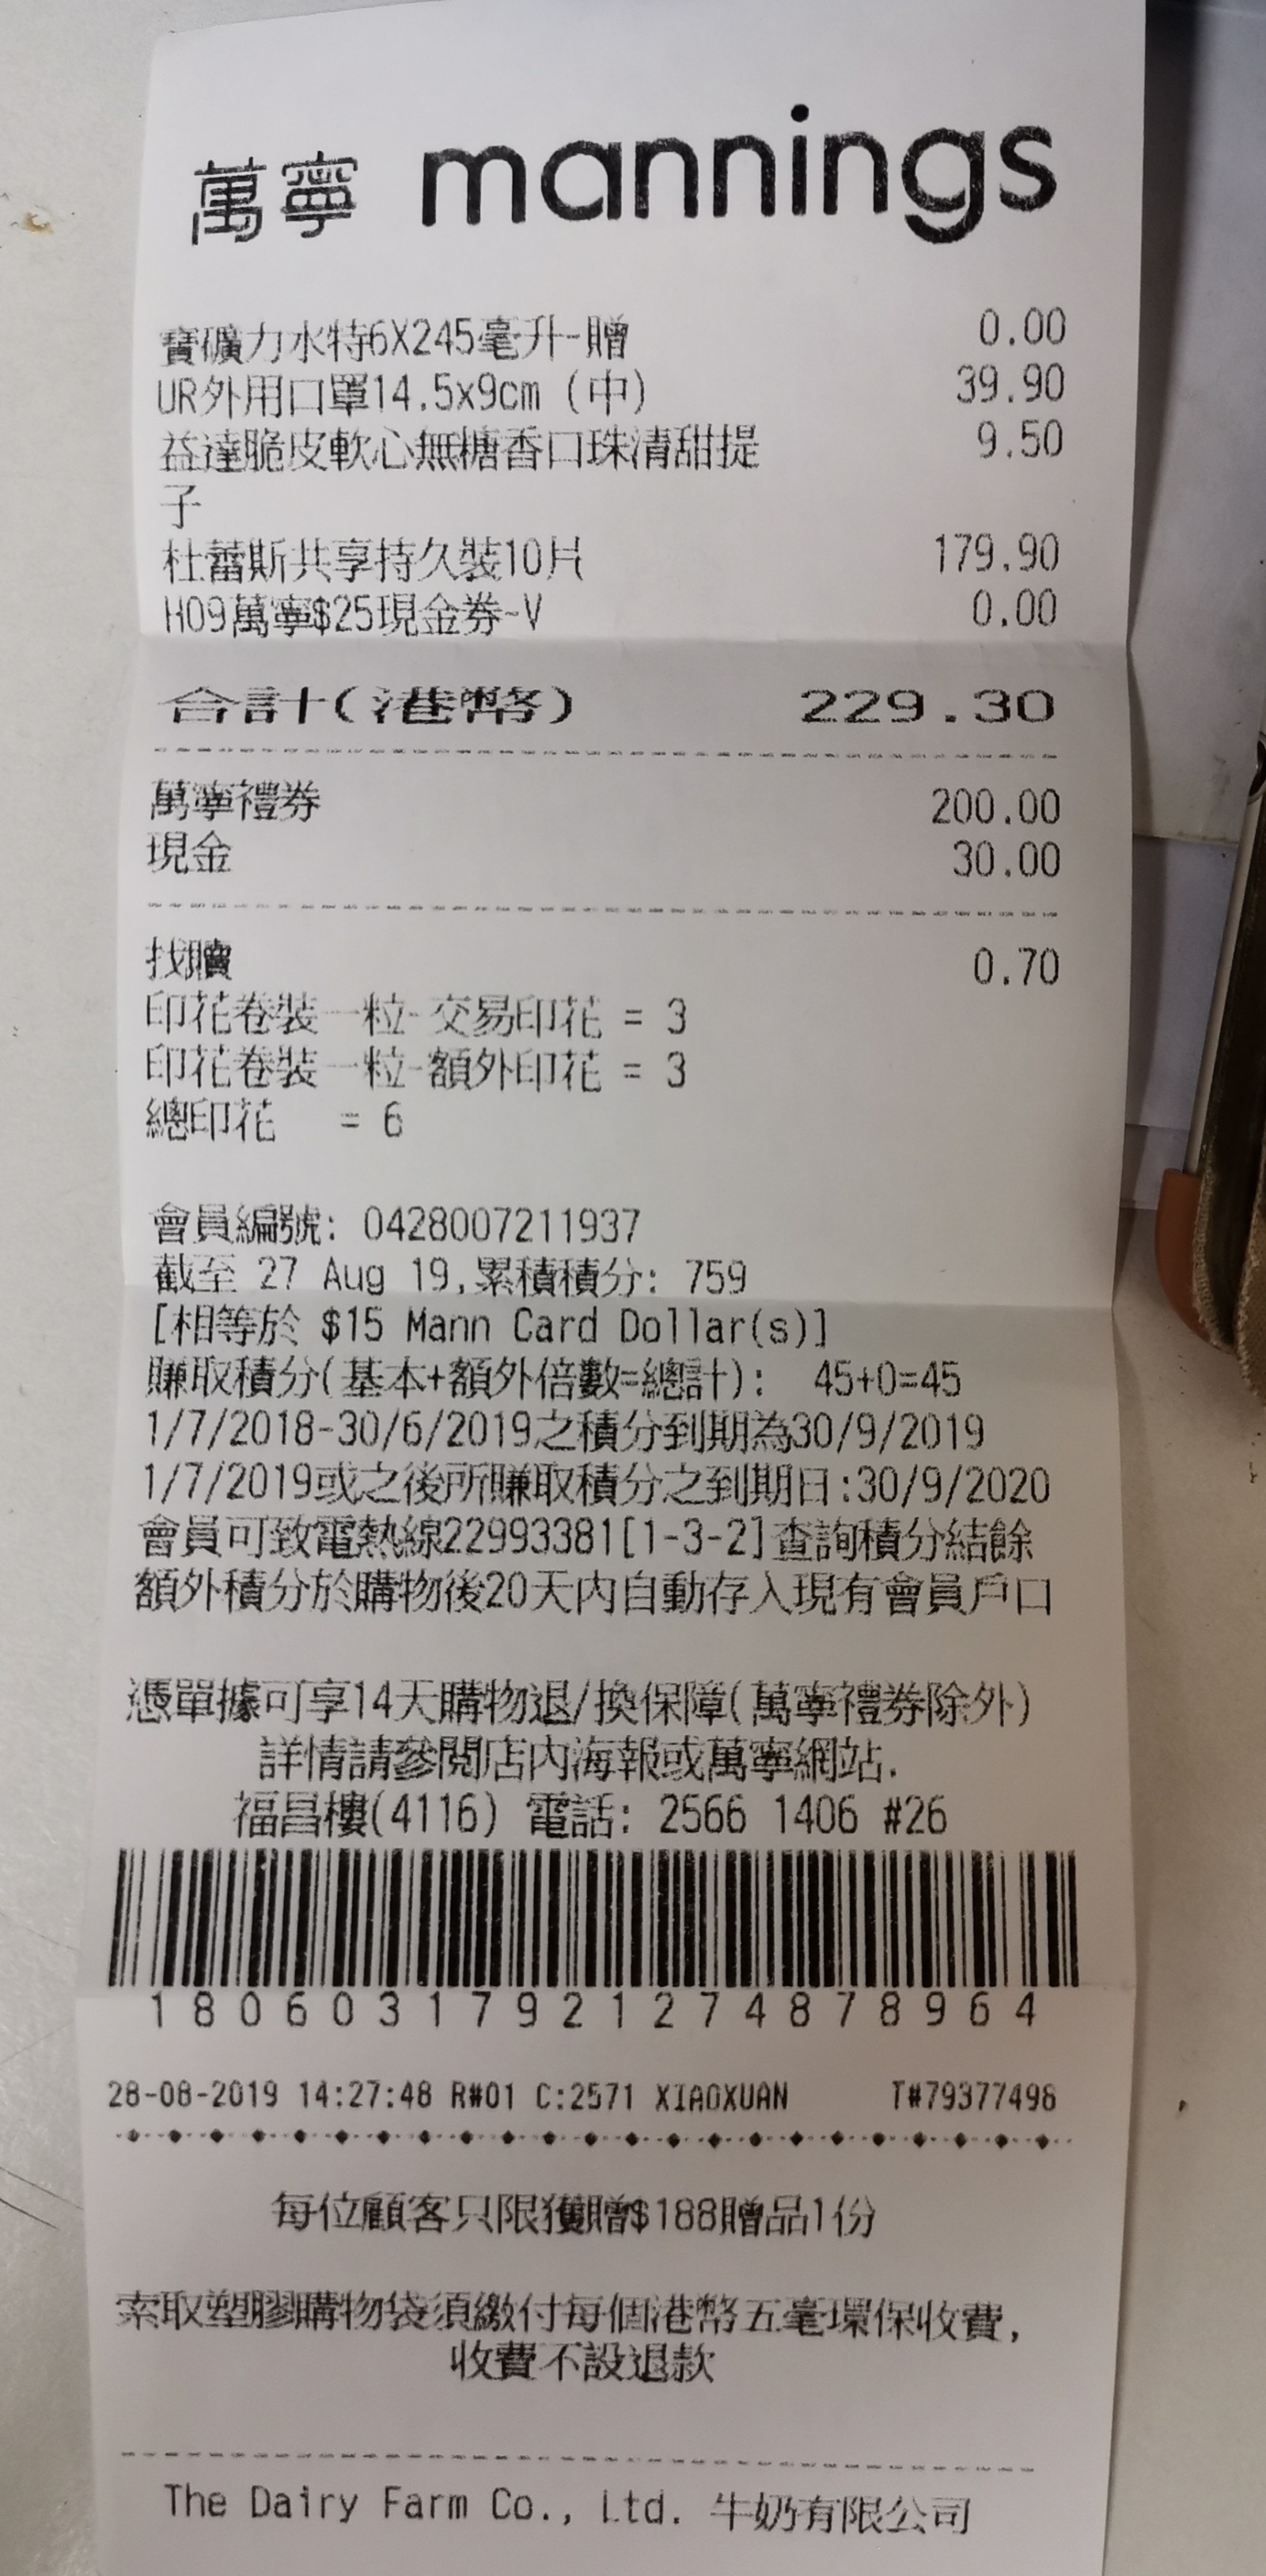 萬寧 mannings
寶礦力水特6X245毫升-贈 0.00
UR外用口罩14.5x9cm (中) 39.90
益達脆皮軟心無糖香口珠清甜提 9.50
子
杜蕾斯共享持久裝10片 179.90
H09萬寧$25現金券-V 0.00
合計(港幣) 229.30
萬寧禮券 200.00
現金 30.00
找贖 0.70
印花卷裝一粒-交易印花 = 3
印花卷裝一粒-額外印花 = 3
總印花 = 6
會員編號: 0428007211937
截至 27 Aug 19,累積積分: 759
[相等於 $15 Mann Card Dollar(s)]
賺取積分(基本+額外倍數=總計): 45+0=45
1/7/2018-30/6/2019之積分到期為30/9/2019
1/7/2019或之後所賺取積分之到期日:30/9/2020
會員可致電熱線22993381[1-3-2]查詢積分結餘
額外積分於購物後20天內自動存入現有會員戶口
憑單據可享14天購物退/換保障(萬寧禮券除外)
詳情請參閱店內海報或萬寧網站.
福昌樓(4116) 電話: 2566 1406 #26
18060317921274878964
28-08-2019 14:27:48 R#01 C:2571 XIAOXUAN T#79377496
每位顧客只限獲贈$188贈品1份
索取塑膠購物袋須繳付每個港幣五毫環保收費,
收費不設退款
The Dairy Farm Co., Ltd. 牛奶有限公司